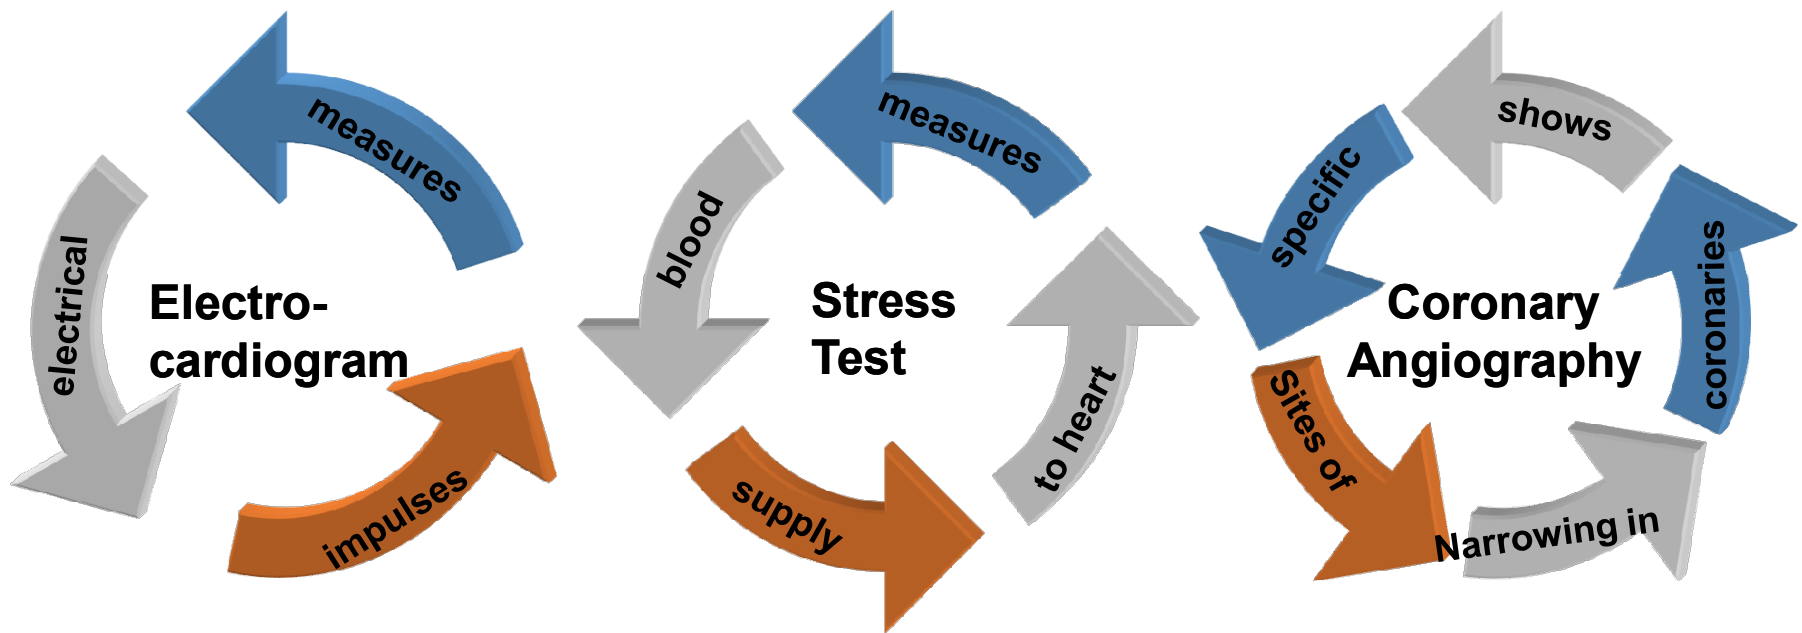 measures
electrical
impulses
Electro-
cardiogram
measures
blood
supply
to heart
Stress
Test
shows
specific
Sites of
Narrowing in
coronaries
Coronary
Angiography